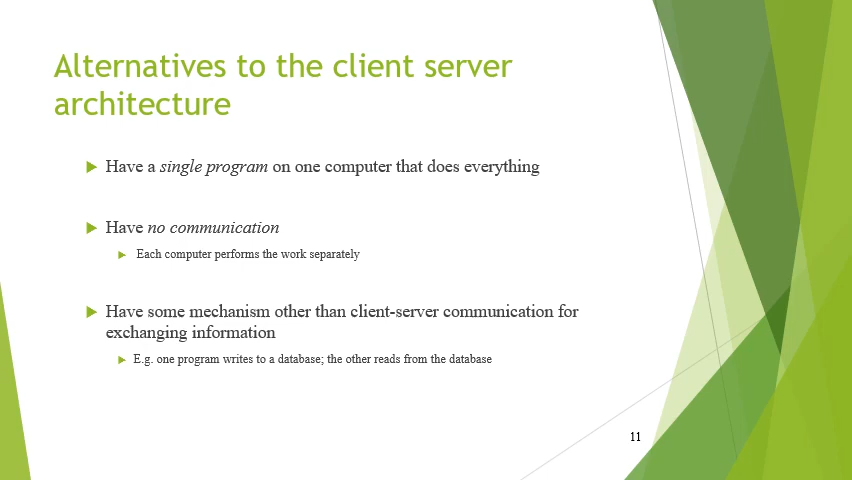 Alternatives to the client server
architecture
Have a single program on one computer that does everything
Have no communication
Each computer performs the work separately
Have some mechanism other than client-server communication for
exchanging information
E.g. one program writes to a database; the other reads from the database
11